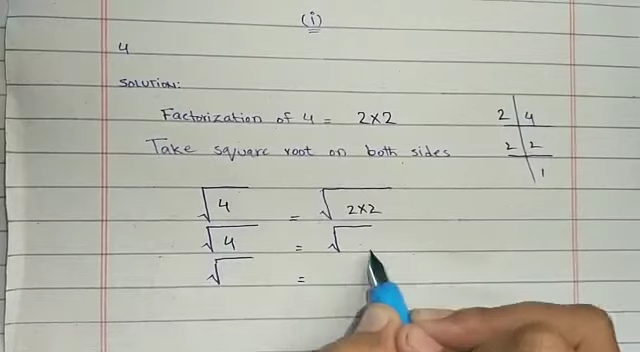 (i)
4
Solution:
Factorization of 4 = 2×2
2 | 4
Take square root on both sides
2 | 2
1
√4 = √2×2
√4 = √
√ =